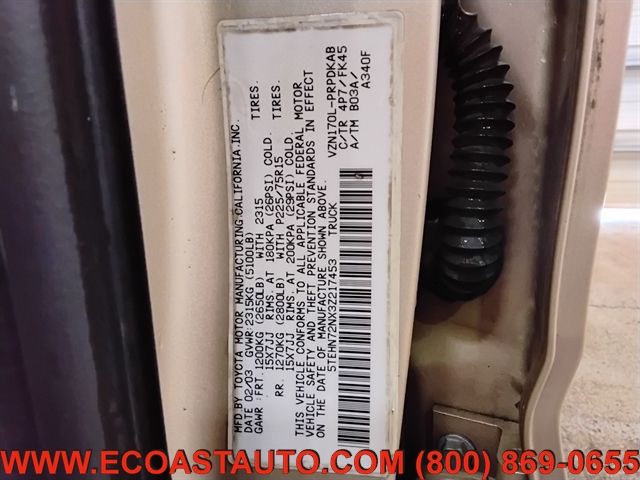 MFD BY TOYOTA MOTOR MANUFACTURING CALIFORNIA,INC.
DATE 02/03 GVWR:2315KG (5100LB)
GAWR :FRT.1200KG (2650LB) WITH 2315 TIRES.
15X7JJ RIMS. AT 180KPA (26PSI) COLD.
RR. 1270KG (2800LB) WITH P225/75R15 TIRES.
15X7JJ RIMS. AT 200KPA (29PSI) COLD.
THIS VEHICLE CONFORMS TO ALL APPLICABLE FEDERAL MOTOR
VEHICLE SAFETY AND THEFT PREVENTION STANDARDS IN EFFECT
ON THE DATE OF MANUFACTURE SHOWN ABOVE.
5TEHN72NX3Z217453 TRUCK
VZN170L-PRPDKAB
C/TR 4P7/FK45
A/TM B03A/
A340F
WWW.ECOASTAUTO.COM (800) 869-0655